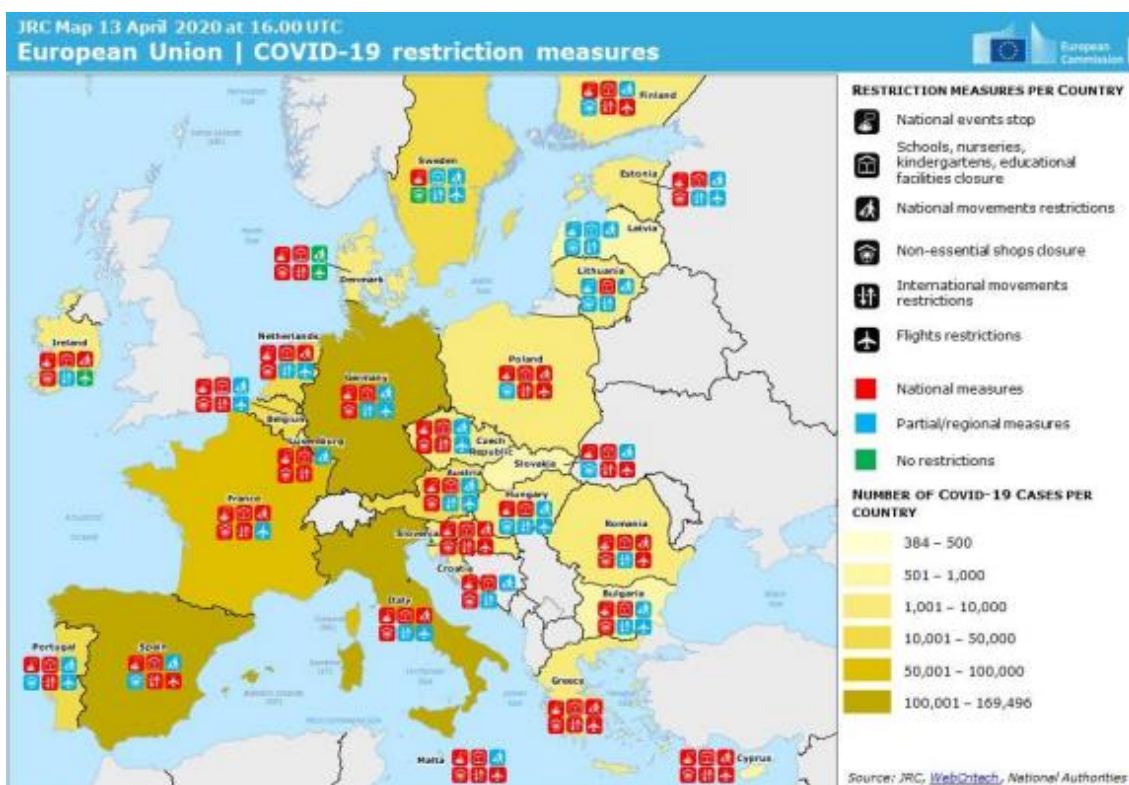 JRC Map 13 April 2020 at 16.00 UTC
European Union | COVID-19 restriction measures
European
Commission
RESTRICTION MEASURES PER COUNTRY
National events stop
Schools, nurseries,
kindergartens, educational
facilities closure
National movements restrictions
Non-essential shops closure
International movements
restrictions
Flights restrictions
National measures
Partial/regional measures
No restrictions
NUMBER OF COVID-19 CASES PER
COUNTRY
384 – 500
501 – 1,000
1,001 – 10,000
10,001 – 50,000
50,001 – 100,000
100,001 – 169,496
Source: JRC, WebCritech, National Authorities
Finland
Sweden
Estonia
Latvia
Lithuania
Denmark
Ireland
Netherlands
Poland
Germany
Belgium
Luxemburg
Czech
Republic
Slovakia
Austria
Hungary
France
Slovenia
Romania
Croatia
Bulgaria
Italy
Portugal
Spain
Greece
Malta
Cyprus